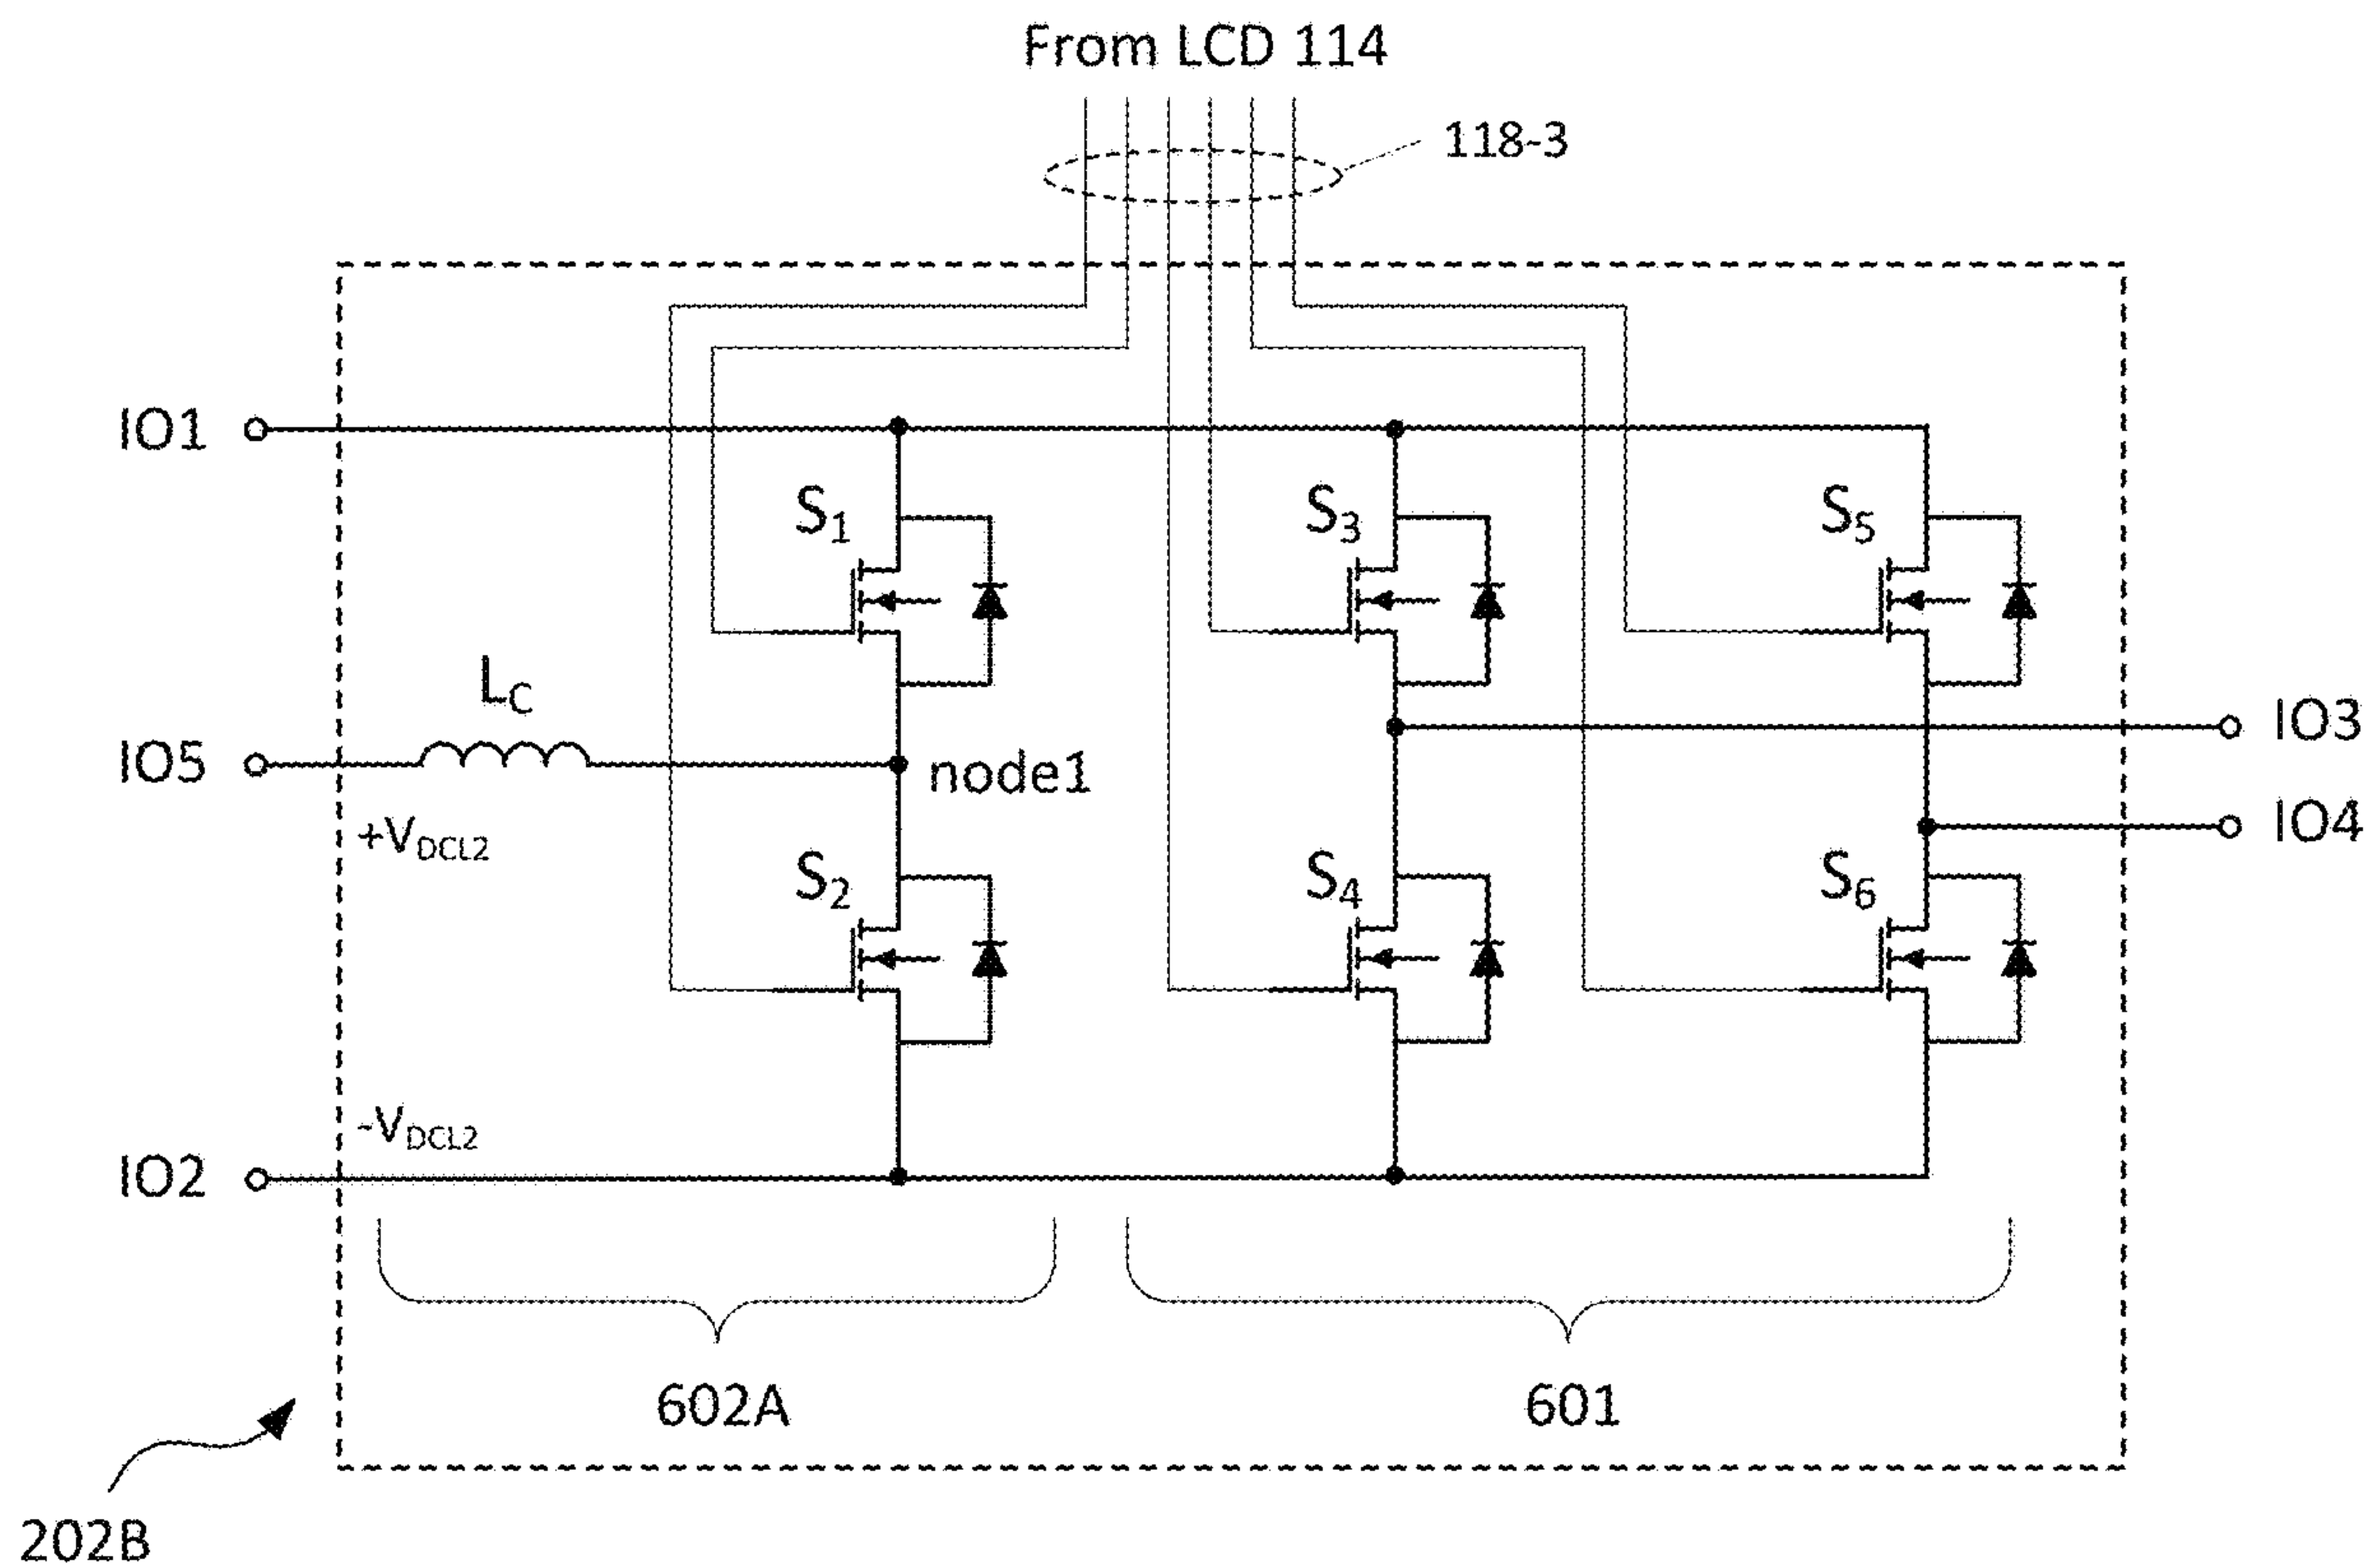 From LCD 114
118-3
IO1
S1
S3
S5
LC
IO3
IO5
node1
+VDCL2
IO4
S2
S4
S6
-VDCL2
IO2
602A
601
202B